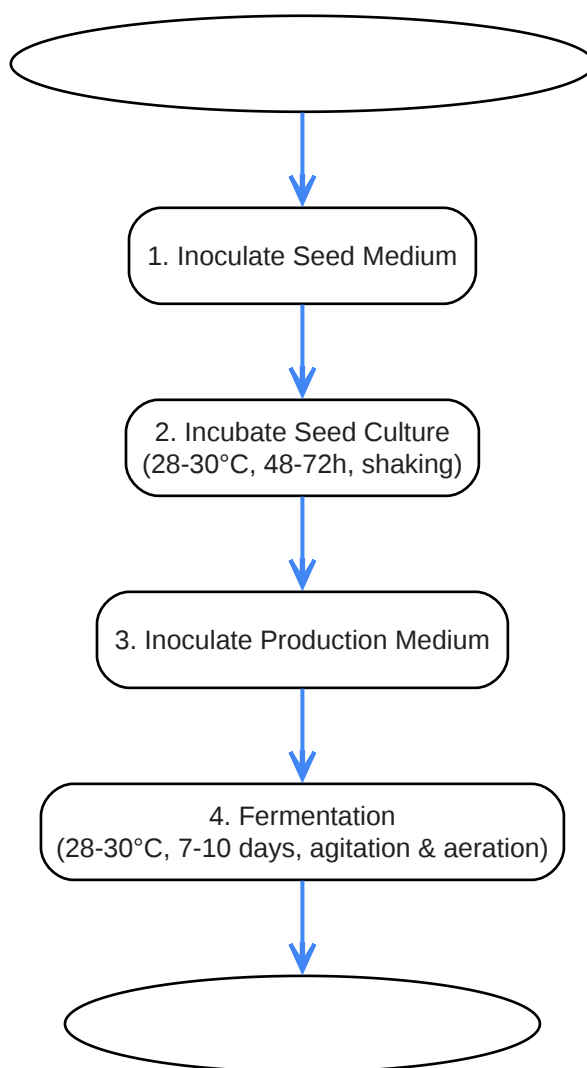 1. Inoculate Seed Medium
2. Incubate Seed Culture
(28-30°C, 48-72h, shaking)
3. Inoculate Production Medium
4. Fermentation
(28-30°C, 7-10 days, agitation & aeration)